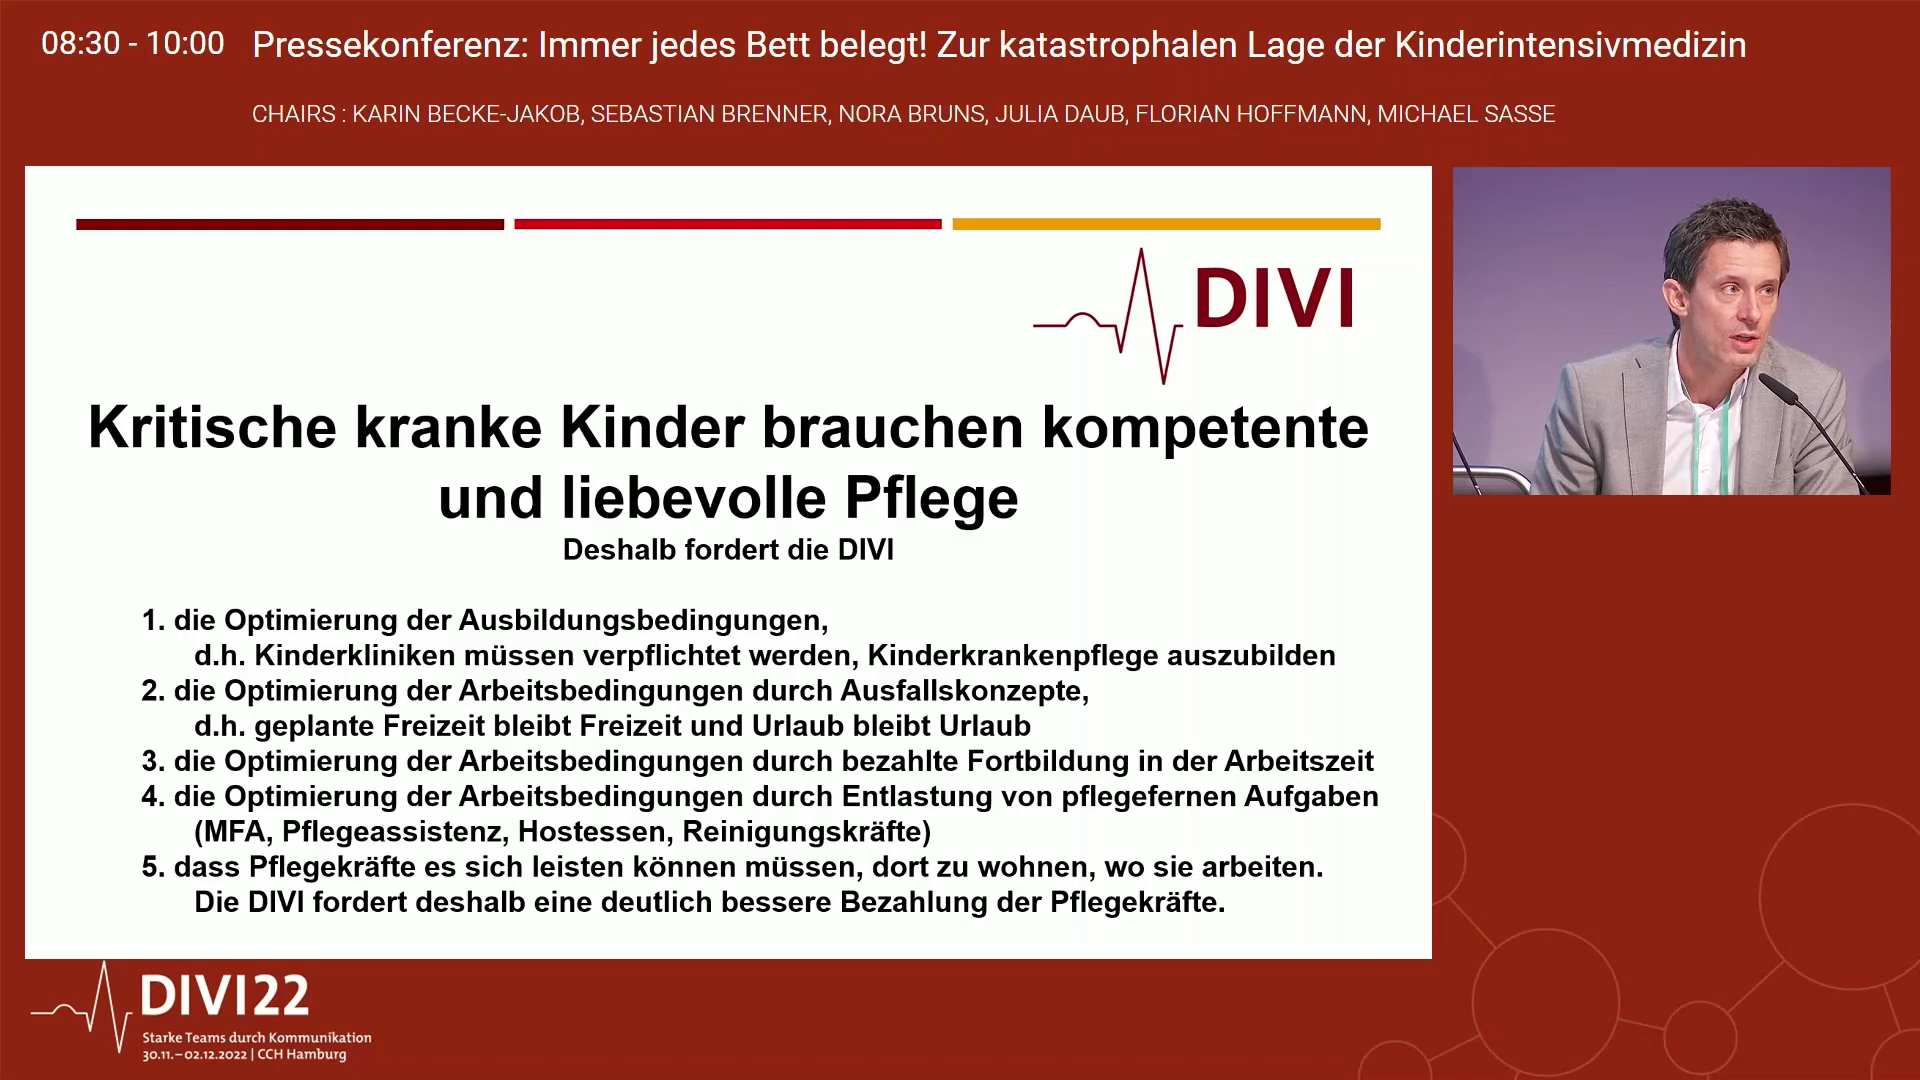 08:30 - 10:00 Pressekonferenz: Immer jedes Bett belegt! Zur katastrophalen Lage der Kinderintensivmedizin
CHAIRS : KARIN BECKE-JAKOB, SEBASTIAN BRENNER, NORA BRUNS, JULIA DAUB, FLORIAN HOFFMANN, MICHAEL SASSE
DIVI
Kritische kranke Kinder brauchen kompetente
und liebevolle Pflege
Deshalb fordert die DIVI
1. die Optimierung der Ausbildungsbedingungen,
d.h. Kinderkliniken müssen verpflichtet werden, Kinderkrankenpflege auszubilden
2. die Optimierung der Arbeitsbedingungen durch Ausfallskonzepte,
d.h. geplante Freizeit bleibt Freizeit und Urlaub bleibt Urlaub
3. die Optimierung der Arbeitsbedingungen durch bezahlte Fortbildung in der Arbeitszeit
4. die Optimierung der Arbeitsbedingungen durch Entlastung von pflegefernen Aufgaben
(MFA, Pflegeassistenz, Hostessen, Reinigungskräfte)
5. dass Pflegekräfte es sich leisten können müssen, dort zu wohnen, wo sie arbeiten.
Die DIVI fordert deshalb eine deutlich bessere Bezahlung der Pflegekräfte.
DIVI22
Starke Teams durch Kommunikation
30.11.–02.12.2022 | CCH Hamburg